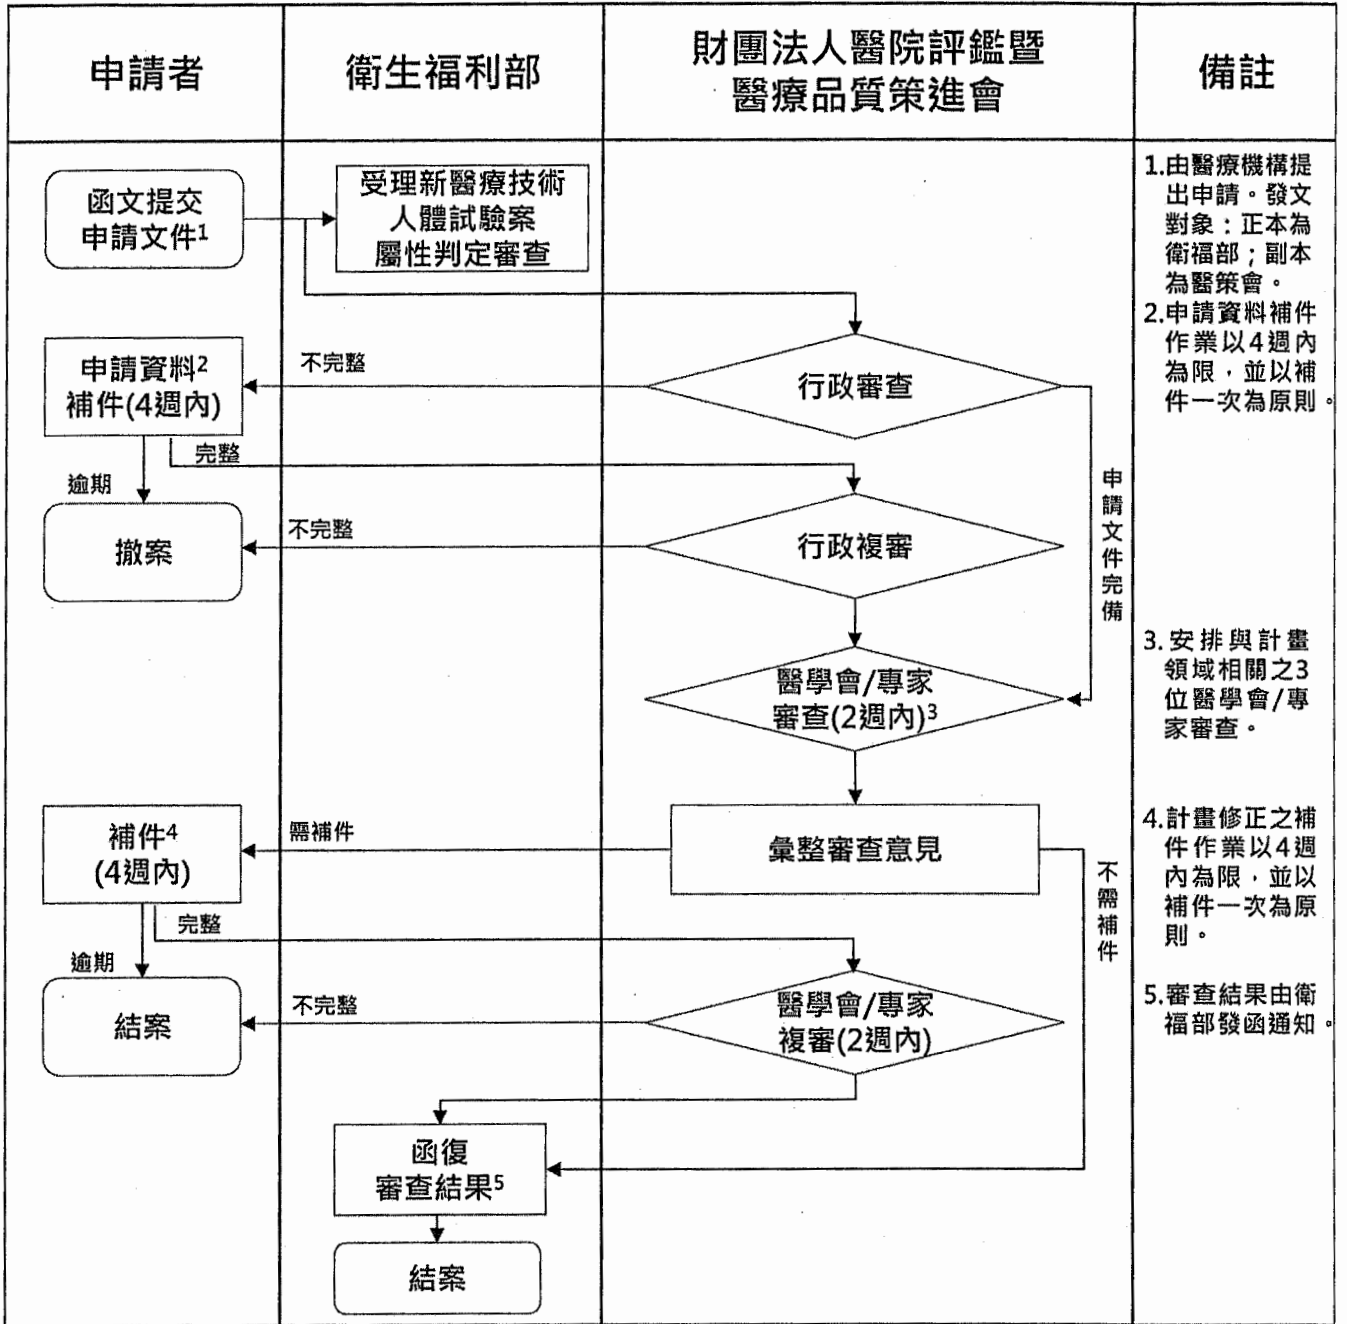 申請者
衛生福利部
財團法人醫院評鑑暨
醫療品質策進會
備註
函文提交
申請文件1
受理新醫療技術
人體試驗案
屬性判定審查
1.由醫療機構提
出申請。發文
對象：正本為
衛福部；副本
為醫策會。
2.申請資料補件
作業以4週內
為限，並以補
件一次為原則。
申請資料2
補件(4週內)
不完整
行政審查
完整
逾期
申請文件完備
撤案
不完整
行政複審
醫學會/專家
審查(2週內)3
3.安排與計畫
領域相關之3
位醫學會/專
家審查。
補件4
(4週內)
需補件
彙整審查意見
不需補件
4.計畫修正之補
件作業以4週
內為限，並以
補件一次為原
則。
完整
逾期
結案
不完整
醫學會/專家
複審(2週內)
5.審查結果由衛
福部發函通知。
函復
審查結果5
結案